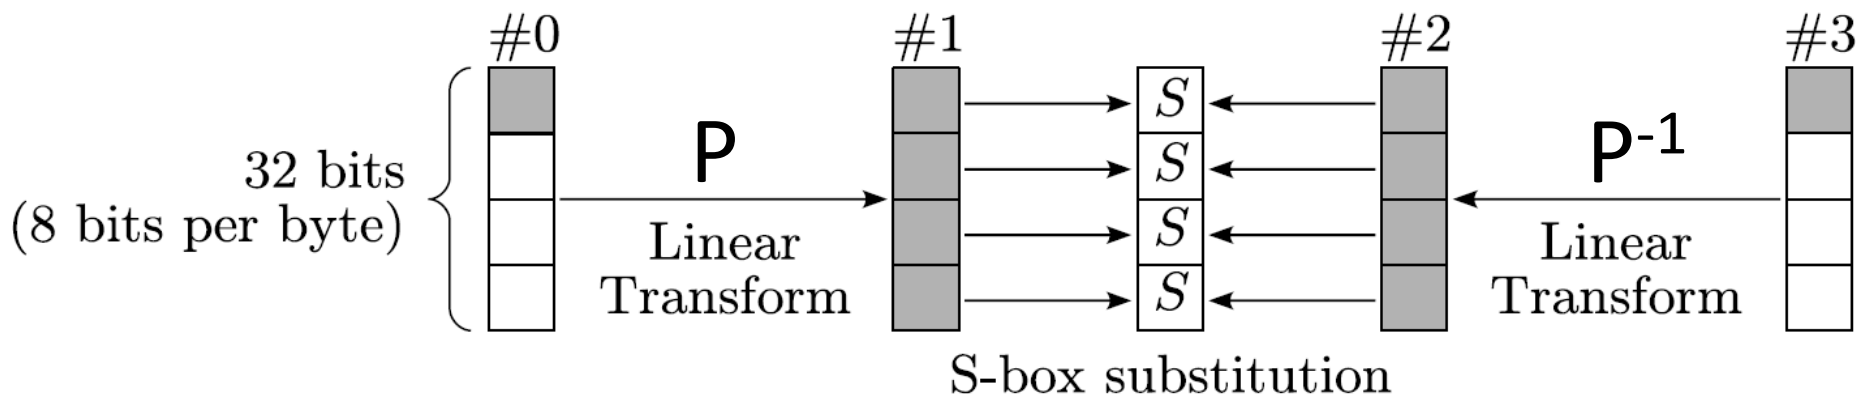 #0
#1
#2
#3
32 bits
(8 bits per byte)
P
Linear
Transform
S
S
S
S
P-1
Linear
Transform
S-box substitution